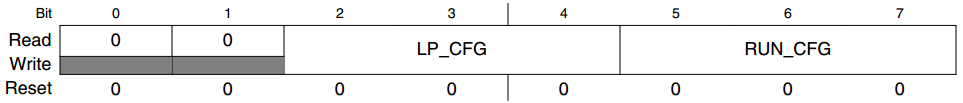 Bit 0 1 2 3 4 5 6 7
Read 0 0 LP_CFG RUN_CFG
Write
Reset 0 0 0 0 0 0 0 0